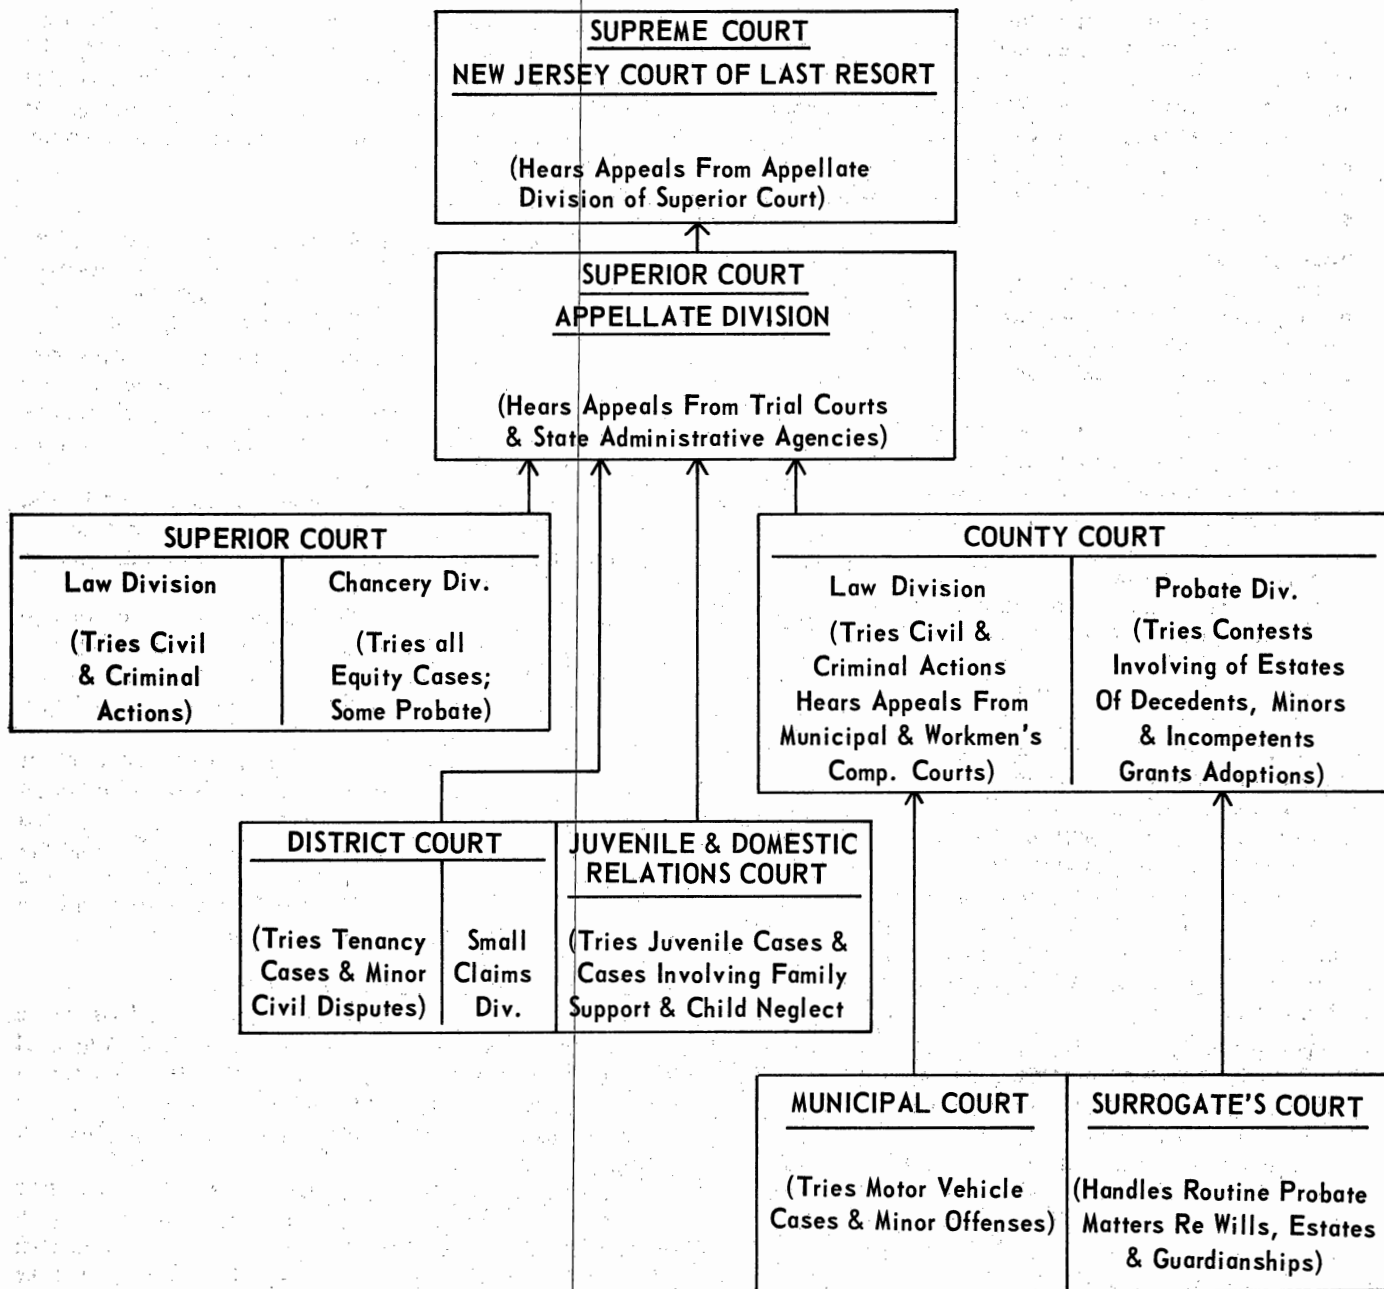 SUPREME COURT
NEW JERSEY COURT OF LAST RESORT
(Hears Appeals From Appellate
Division of Superior Court)
SUPERIOR COURT
APPELLATE DIVISION
(Hears Appeals From Trial Courts
& State Administrative Agencies)
SUPERIOR COURT
Law Division
(Tries Civil
& Criminal
Actions)
Chancery Div.
(Tries all
Equity Cases;
Some Probate)
COUNTY COURT
Law Division
(Tries Civil &
Criminal Actions
Hears Appeals From
Municipal & Workmen's
Comp. Courts)
Probate Div.
(Tries Contests
Involving of Estates
Of Decedents, Minors
& Incompetents
Grants Adoptions)
DISTRICT COURT
(Tries Tenancy
Cases & Minor
Civil Disputes)
Small
Claims
Div.
JUVENILE & DOMESTIC
RELATIONS COURT
(Tries Juvenile Cases &
Cases Involving Family
Support & Child Neglect
MUNICIPAL COURT
(Tries Motor Vehicle
Cases & Minor Offenses)
SURROGATE'S COURT
(Handles Routine Probate
Matters Re Wills, Estates
& Guardianships)